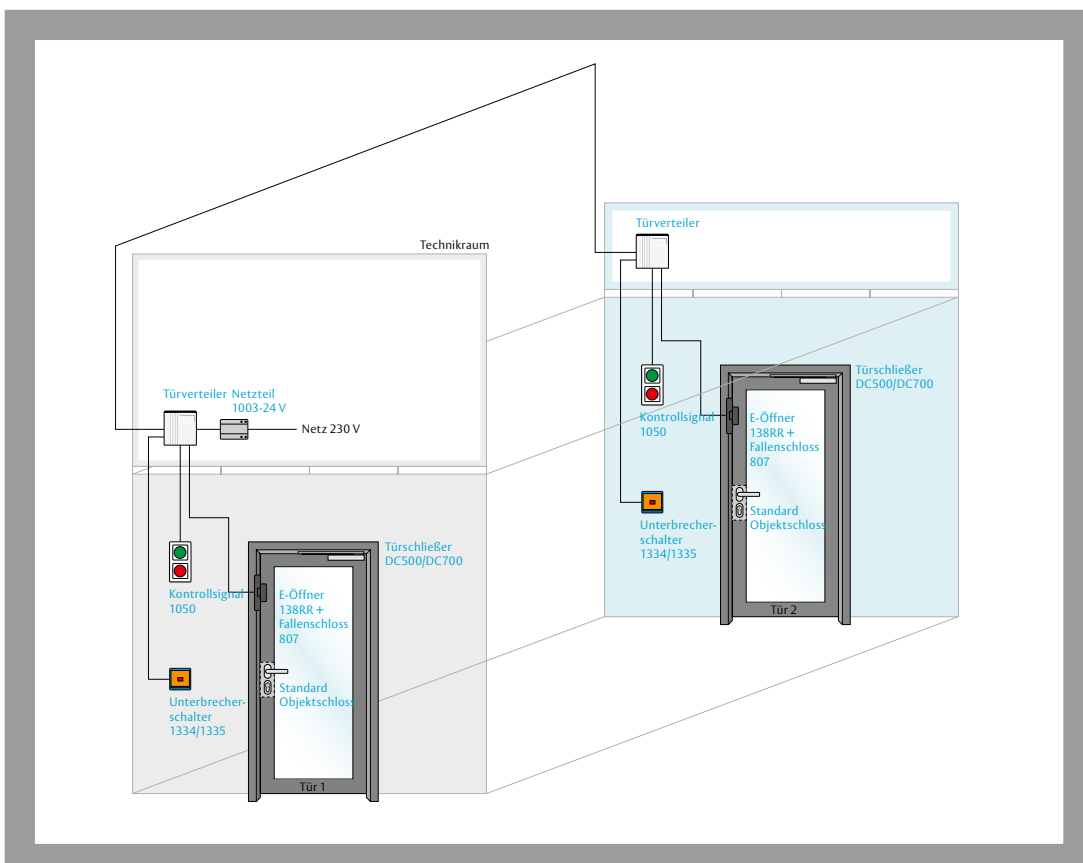 Türverteiler
Technikraum
Türverteiler
Netzteil
1003-24 V
Netz 230 V
Kontrollsignal
1050
Türschließer
DC500/DC700
E-Öffner
138RR +
Fallenschloss
807
Standard
Objektschloss
Unterbrecher-
schalter
1334/1335
Tür 1
Türschließer
DC500/DC700
Kontrollsignal
1050
E-Öffner
138RR +
Fallenschloss
807
Standard
Objektschloss
Unterbrecher-
schalter
1334/1335
Tür 2